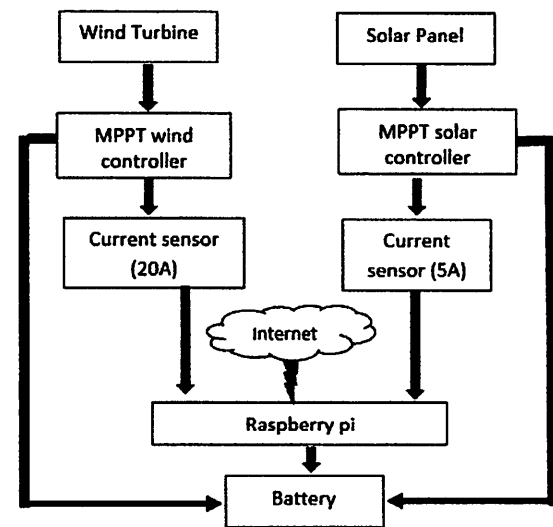 Wind Turbine
Solar Panel
MPPT wind
controller
MPPT solar
controller
Current sensor
(20A)
Current
sensor (5A)
Internet
Raspberry pi
Battery